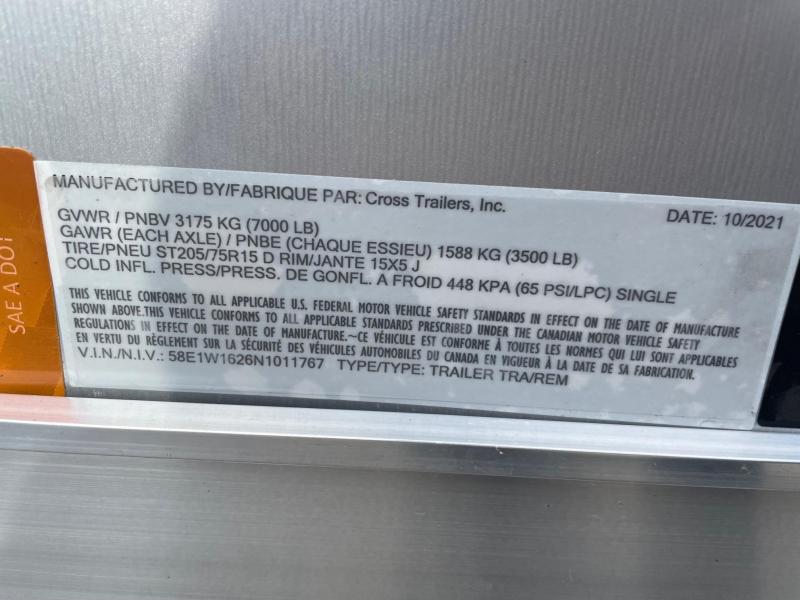 SAE A DOT
MANUFACTURED BY/FABRIQUE PAR: Cross Trailers, Inc.
DATE: 10/2021
GVWR / PNBV 3175 KG (7000 LB)
GAWR (EACH AXLE) / PNBE (CHAQUE ESSIEU) 1588 KG (3500 LB)
TIRE/PNEU ST205/75R15 D RIM/JANTE 15X5 J
COLD INFL. PRESS/PRESS. DE GONFL. A FROID 448 KPA (65 PSI/LPC) SINGLE
THIS VEHICLE CONFORMS TO ALL APPLICABLE U.S. FEDERAL MOTOR VEHICLE SAFETY STANDARDS IN EFFECT ON THE DATE OF MANUFACTURE
SHOWN ABOVE.THIS VEHICLE CONFORMS TO ALL APPLICABLE STANDARDS PRESCRIBED UNDER THE CANADIAN MOTOR VEHICLE SAFETY
REGULATIONS IN EFFECT ON THE DATE OF MANUFACTURE.~CE VÉHICULE EST CONFORME À TOUTES LES NORMES QUI LUI SONT APPLICABLES
EN VERTU DU RÈGLEMENT SUR LA SÉCURITÉ DES VÉHICULES AUTOMOBILES DU CANADA EN VIGUEUR À LA DATE DE SA FABRICATION.
V.I.N./N.I.V.: 58E1W1626N1011767 TYPE/TYPE: TRAILER TRA/REM